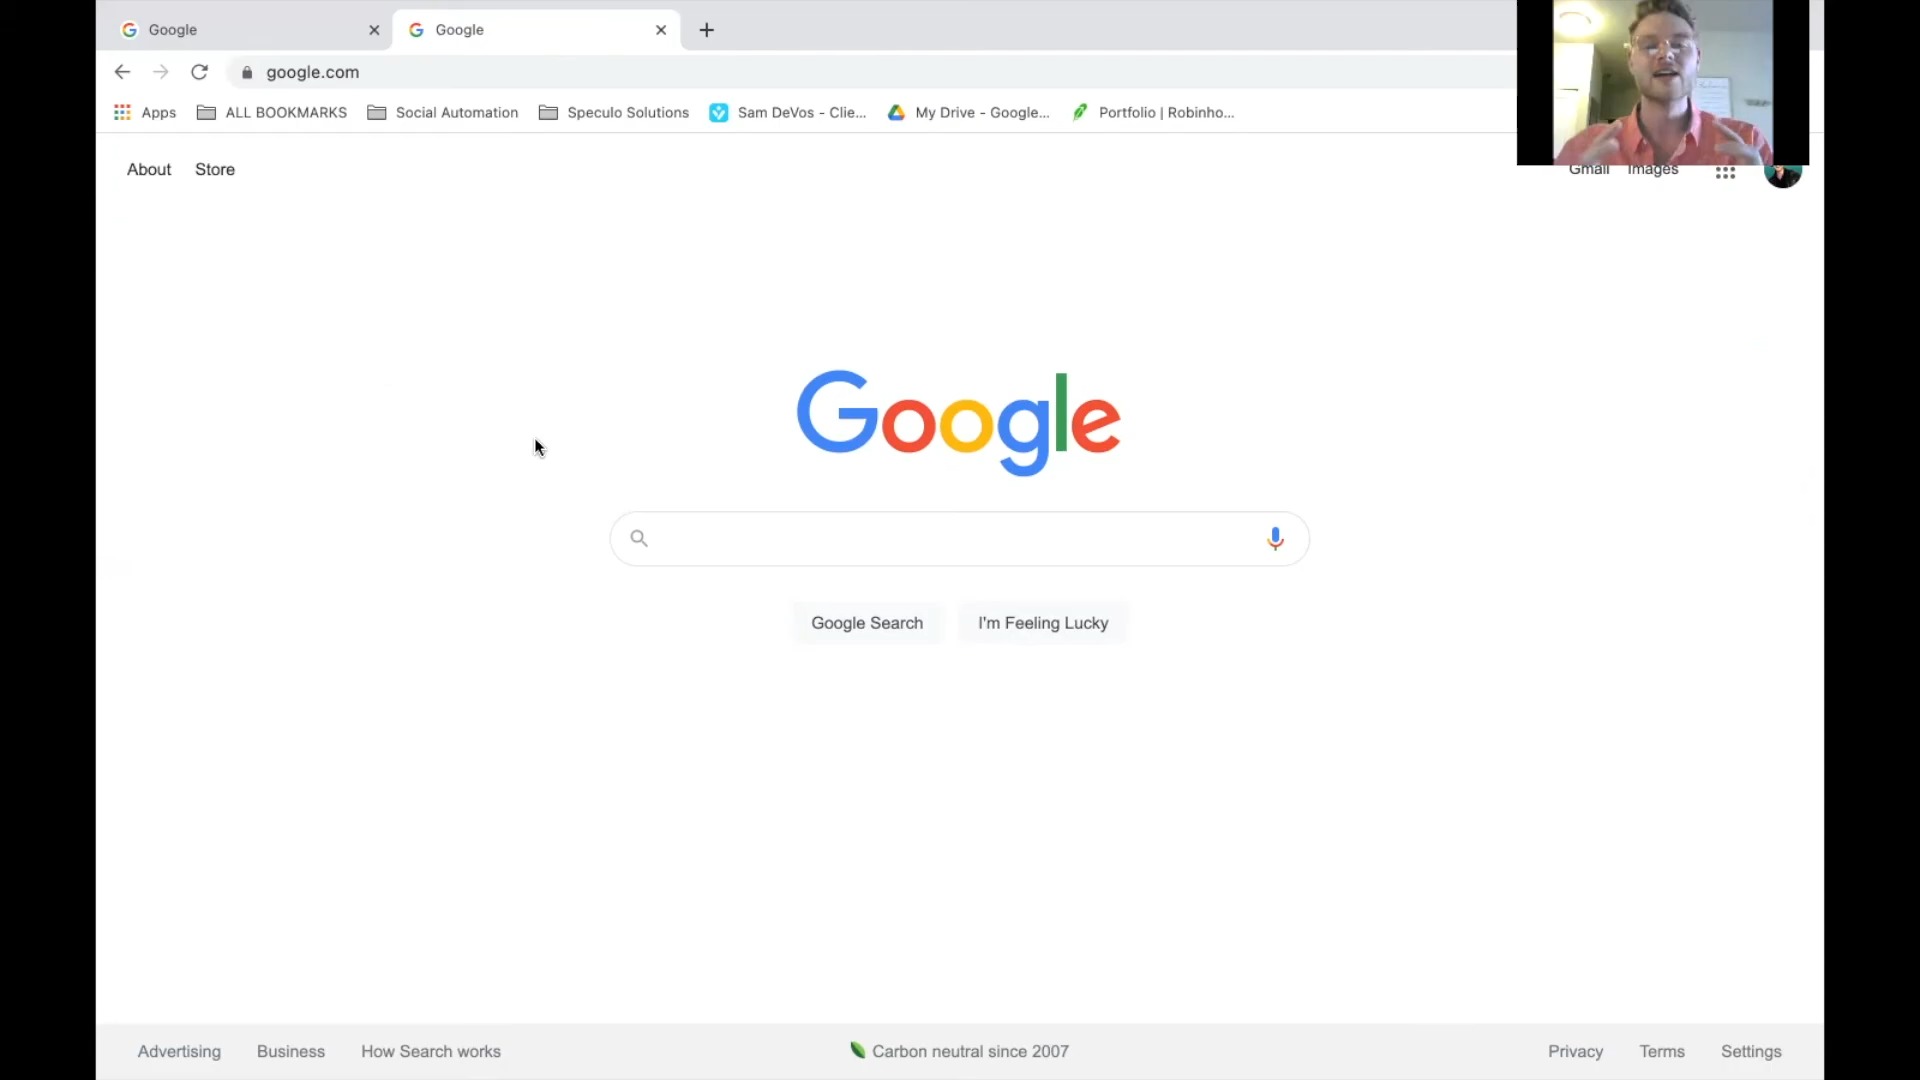 Google
Google
google.com
Apps
ALL BOOKMARKS
Social Automation
Speculo Solutions
Sam DeVos - Clie...
My Drive - Google...
Portfolio | Robinho...
About
Store
Gmail
Images
Google
Google Search
I'm Feeling Lucky
Advertising
Business
How Search works
Carbon neutral since 2007
Privacy
Terms
Settings